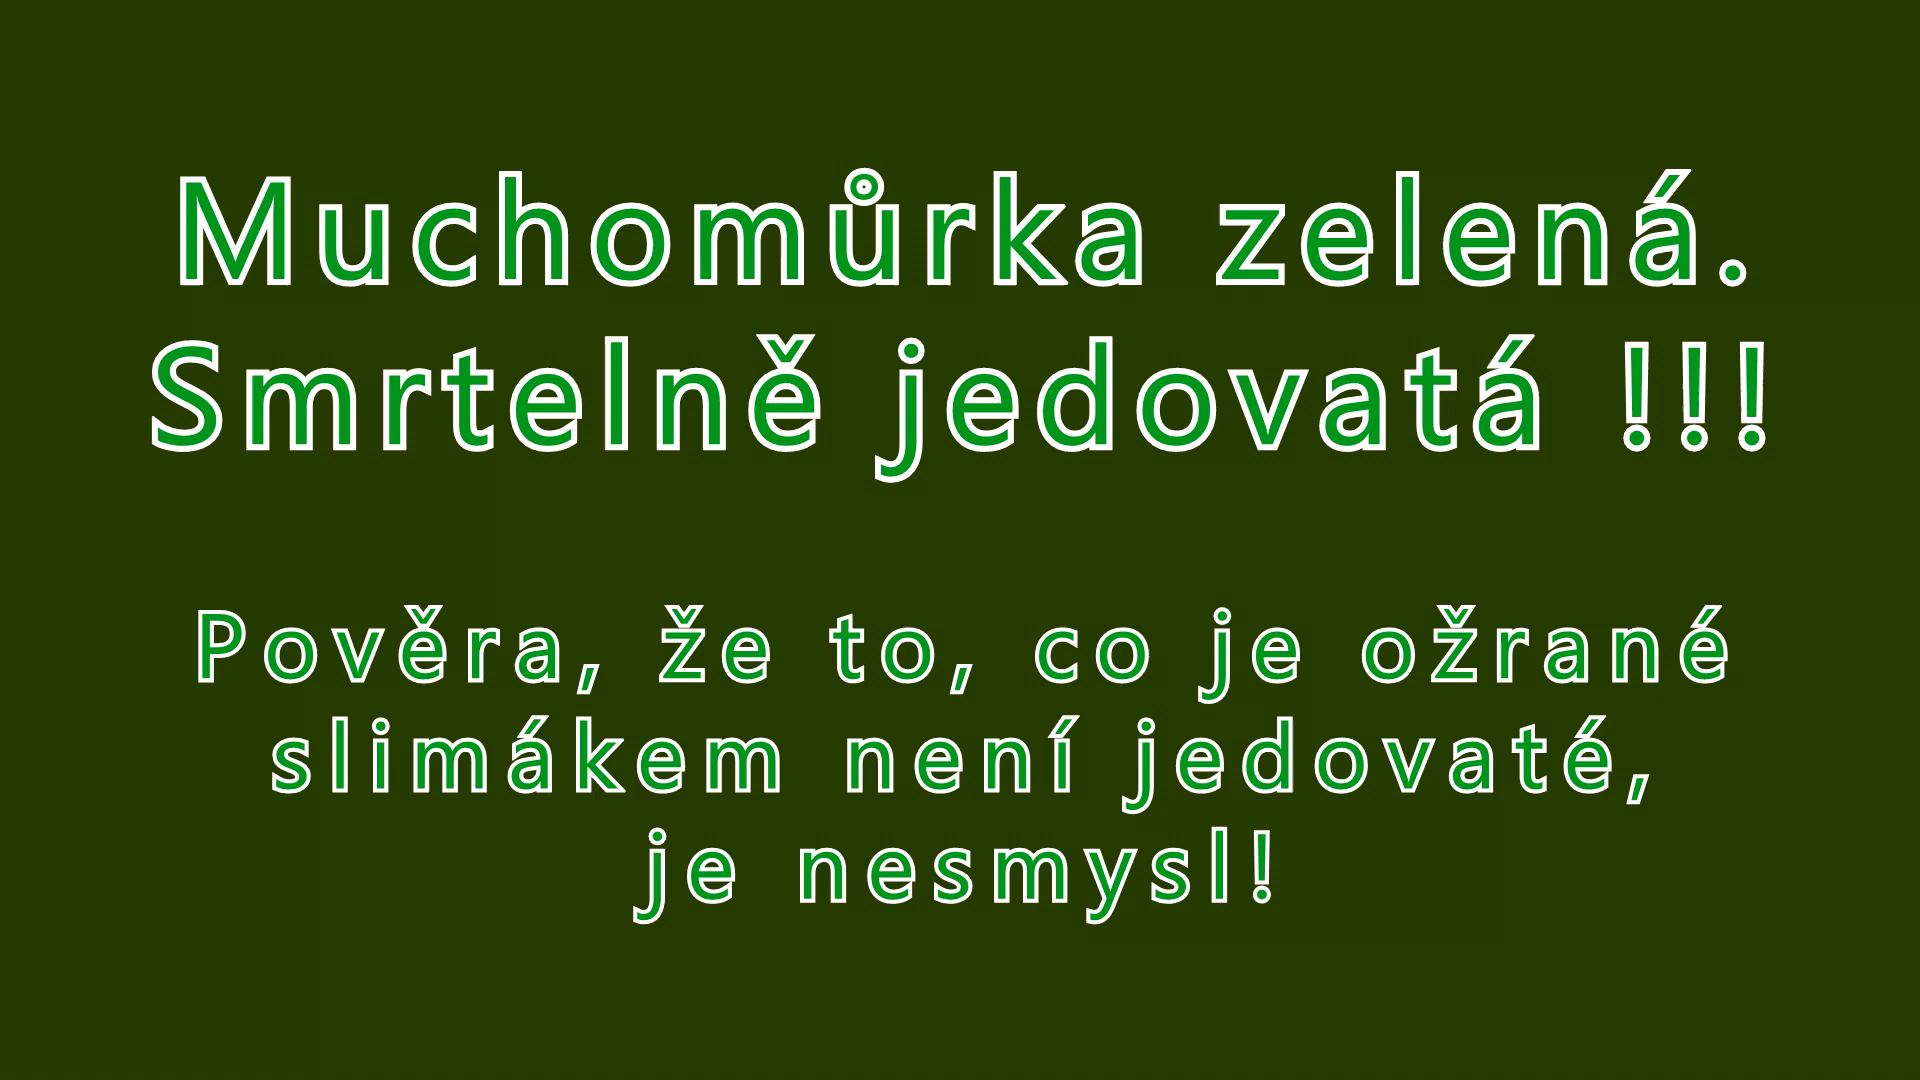 Muchomůrka zelená.
Smrtelně jedovatá !!!
Pověra, že to, co je ožrané
slimákem není jedovaté,
je nesmysl!